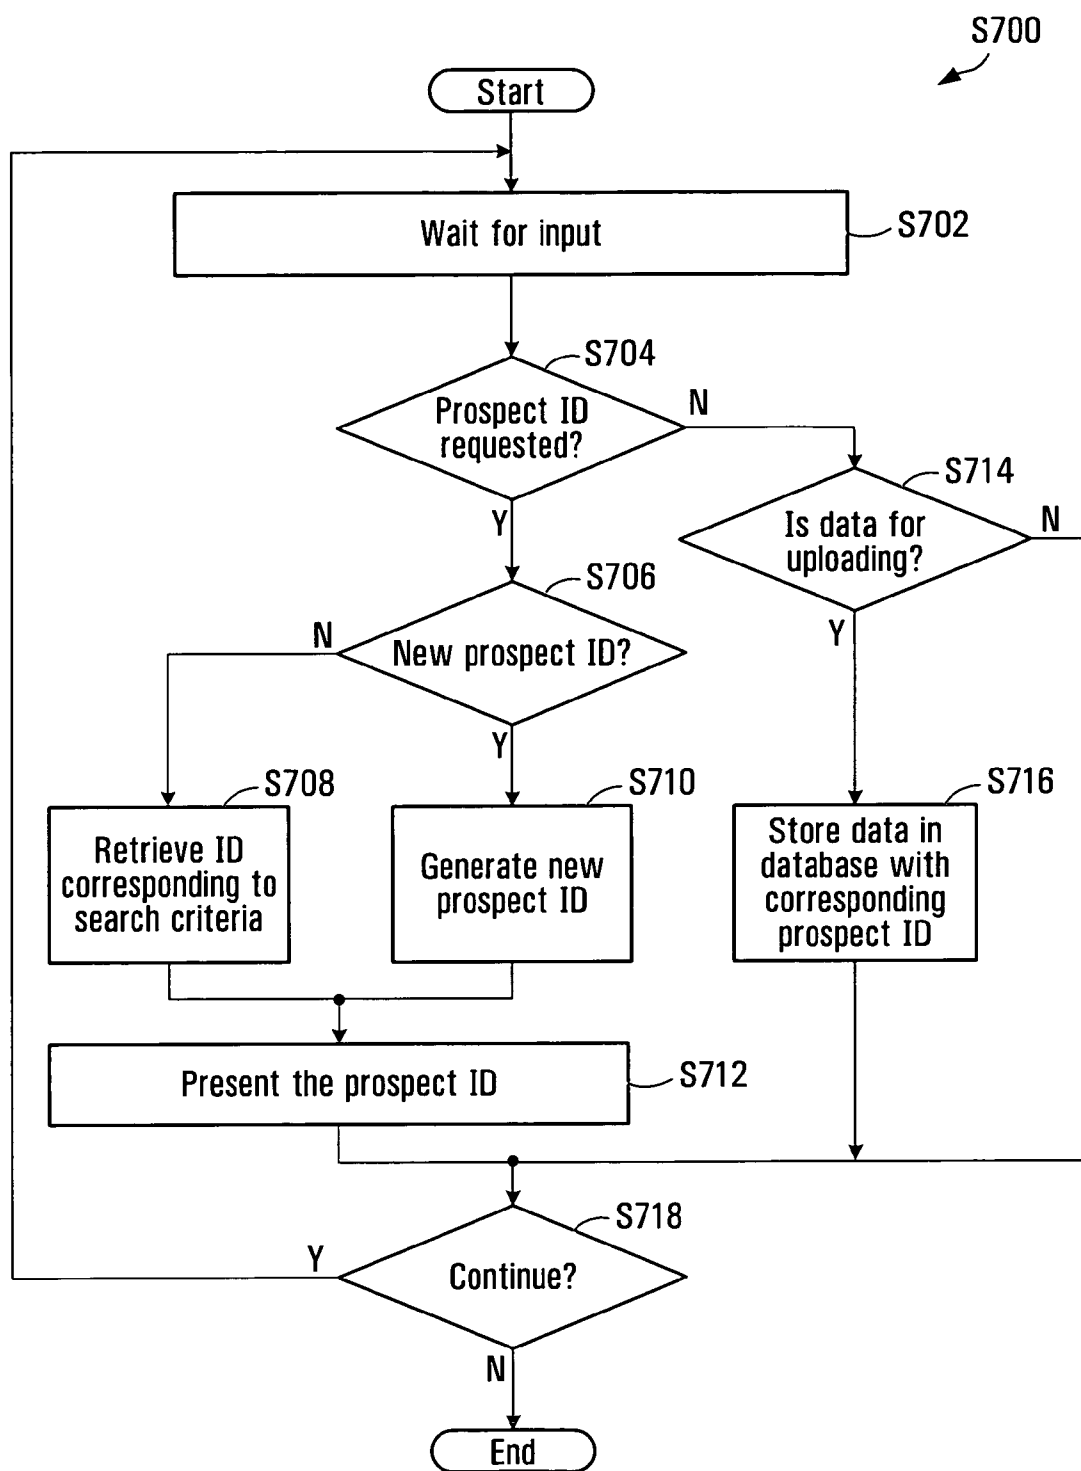 S700
Start
Wait for input
S702
S704
Prospect ID
requested?
N
Y
S714
Is data for
uploading?
N
Y
S706
New prospect ID?
N
Y
S708
Retrieve ID
corresponding to
search criteria
S710
Generate new
prospect ID
S716
Store data in
database with
corresponding
prospect ID
Present the prospect ID
S712
S718
Continue?
Y
N
End